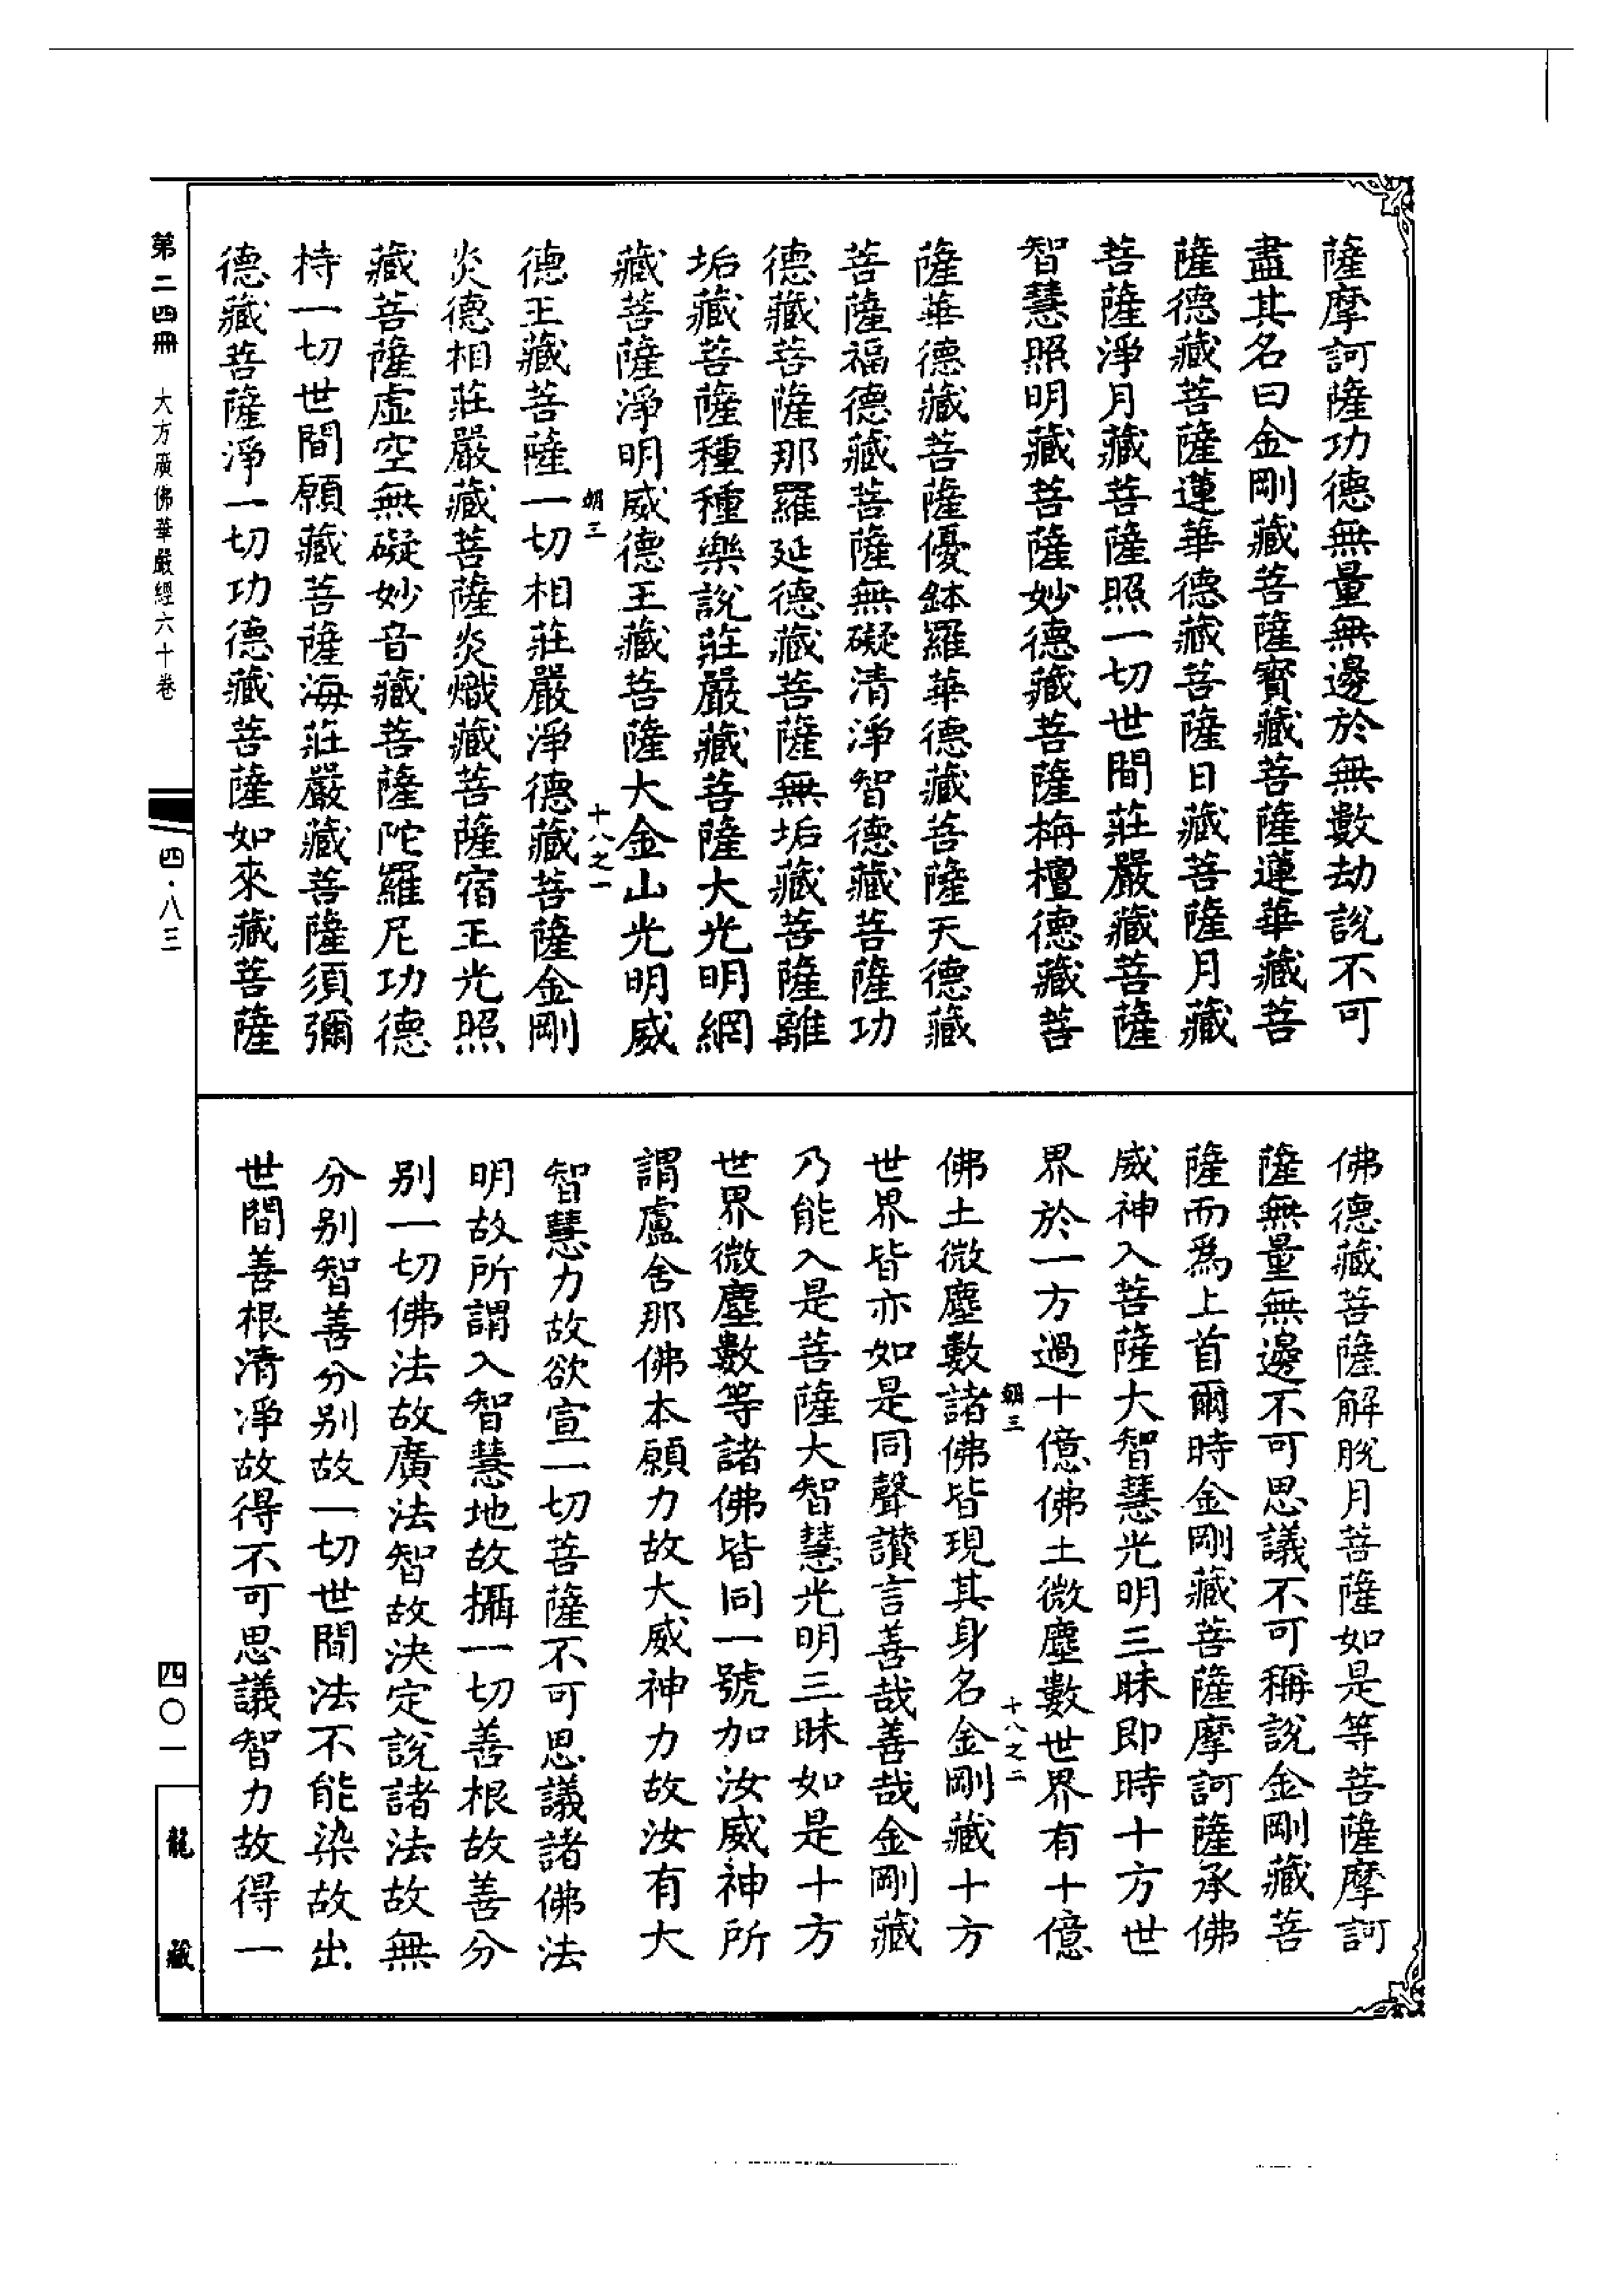 薩摩訶薩功德無量無邊於無數劫說不可
盡其名曰金剛藏菩薩寳藏菩薩蓮華藏菩
薩德藏菩薩蓮華德藏菩薩日藏菩薩月藏
菩薩淨月藏菩薩照一切世間莊嚴藏菩薩
智慧照明藏菩薩妙德藏菩薩栴檀德藏菩
薩華德藏菩薩優鉢羅華德藏菩薩天德藏
菩薩福德藏菩薩無礙清淨智德藏菩薩功
德藏菩薩那羅延德藏菩薩無垢藏菩薩離
垢藏菩薩種種樂說莊嚴藏菩薩大光明網
藏菩薩淨明威德王藏菩薩大金山光明威
朝三 十八之一
德王藏菩薩一切相莊嚴淨德藏菩薩金剛
炎德相莊嚴藏菩薩炎熾藏菩薩宿王光照
藏菩薩虛空無礙妙音藏菩薩陀羅尼功德
持一切世間願藏菩薩海莊嚴藏菩薩須彌
德藏菩薩淨一切功德藏菩薩如來藏菩薩
佛德藏菩薩解脫月菩薩如是等菩薩摩訶
薩無量無邊不可思議不可稱說金剛藏菩
薩而為上首爾時金剛藏菩薩摩訶薩承佛
威神入菩薩大智慧光明三昧即時十方世
界於一方過十億佛土微塵數世界有十億
朝三 十八之二
佛土微塵數諸佛皆現其身名金剛藏十方
世界皆亦如是同聲讚言善哉善哉金剛藏
乃能入是菩薩大智慧光明三昧如是十方
世界微塵數等諸佛皆同一號加汝威神所
謂盧舍那佛本願力故大威神力故汝有大
智慧力故欲宣一切菩薩不可思議諸佛法
明故所謂入智慧地故攝一切善根故善分
別一切佛法故廣法智故決定說諸法故無
分別智善分別故一切世間法不能染故出
世間善根清淨故得不可思議智力故得一
第二四冊 大方廣佛華嚴經六十卷
四·八三
四〇一
龍藏